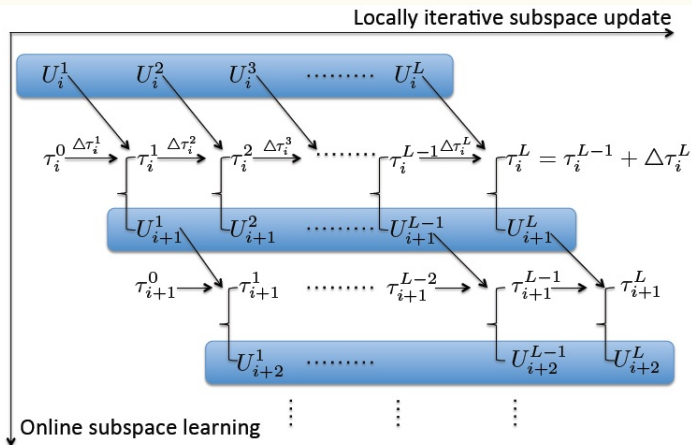 Locally iterative subspace update
U_i^1 U_i^2 U_i^3 ......... U_i^L
τ_i^0 △τ_i^1 τ_i^1 △τ_i^2 τ_i^2 △τ_i^3 ........ τ_i^{L-1} △τ_i^L τ_i^L = τ_i^{L-1} + △τ_i^L
U_{i+1}^1 U_{i+1}^2 ......... U_{i+1}^{L-1} U_{i+1}^L
τ_{i+1}^0 τ_{i+1}^1 ......... τ_{i+1}^{L-2} τ_{i+1}^{L-1} τ_{i+1}^L
U_{i+2}^1 ......... U_{i+2}^{L-1} U_{i+2}^L
Online subspace learning